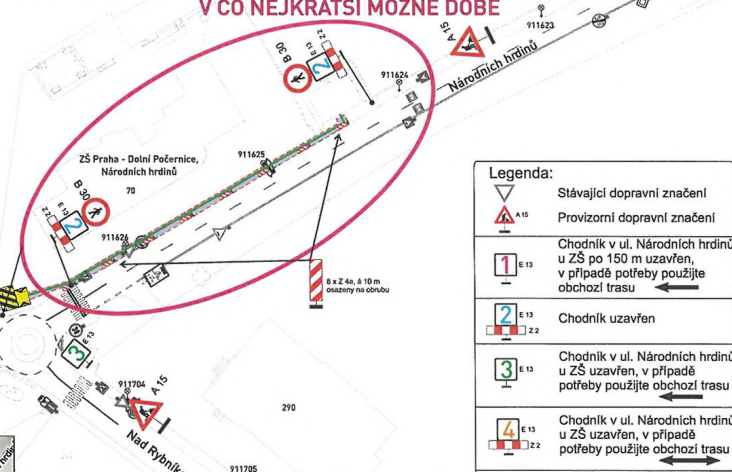 V CO NEJKRATŠÍ MOŽNÉ DOBĚ
911623
A 15
Z 2
E 13
2
B 30
911624
Národních hrdinů
ZŠ Praha - Dolní Počernice,
Národních hrdinů
70
911625
B 30
E 13
Z 2
2
911626
6 x Z 4a, á 10 m
osazeny na obrubu
E 13
3
911704
A 15
290
Nad Rybník
911705
Legenda:
Stávající dopravní značení
A 15
Provizorní dopravní značení
1
E 13
Chodník v ul. Národních hrdinů
u ZŠ po 150 m uzavřen,
v případě potřeby použijte
obchozí trasu
2
E 13
Z 2
Chodník uzavřen
3
E 13
Chodník v ul. Národních hrdinů
u ZŠ uzavřen, v případě
potřeby použijte obchozí trasu
4
E 13
Z 2
Chodník v ul. Národních hrdinů
u ZŠ uzavřen, v případě
potřeby použijte obchozí trasu